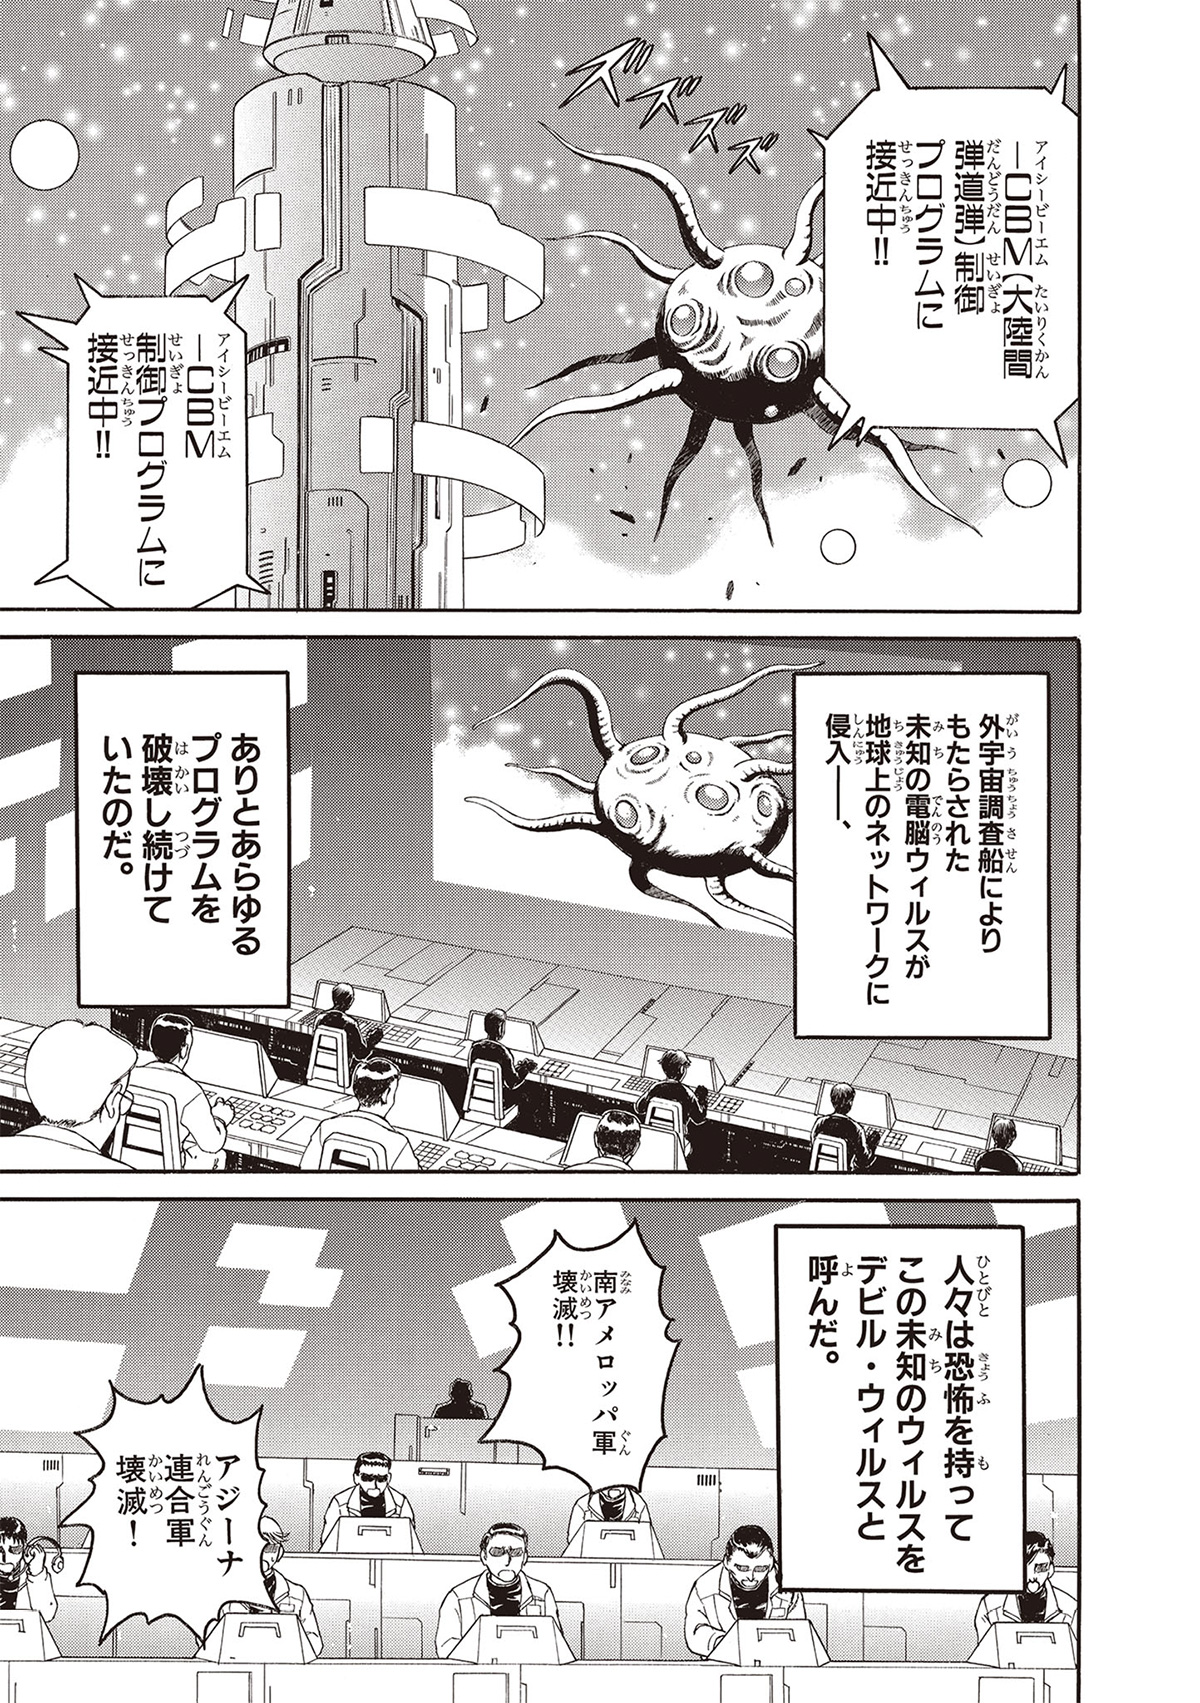 ICBM(大陸間
弾道弾)制御
プログラムに
接近中!!
ICBM
制御プログラムに
接近中!!
外宇宙調査船により
もたらされた
未知の電脳ウィルスが
地球上のネットワークに
侵入――、
ありとあらゆる
プログラムを
破壊し続けて
いたのだ。
人々は恐怖を持って
この未知のウィルスを
デビル・ウィルスと
呼んだ。
南アメロッパ軍
壊滅!!
アジーナ
連合軍
壊滅!